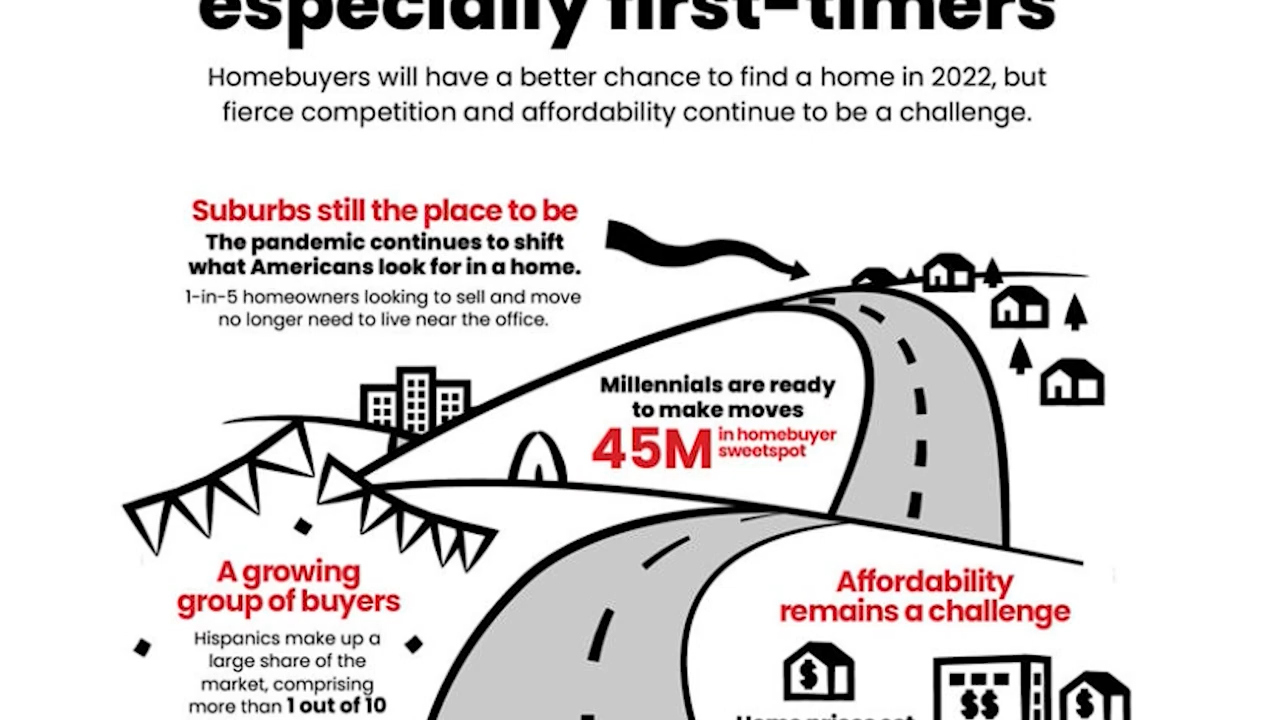 especially first-timers
Homebuyers will have a better chance to find a home in 2022, but
fierce competition and affordability continue to be a challenge.
Suburbs still the place to be
The pandemic continues to shift
what Americans look for in a home.
1-in-5 homeowners looking to sell and move
no longer need to live near the office.
Millennials are ready
to make moves
45M in homebuyer
sweetspot
A growing
group of buyers
Hispanics make up a
large share of the
market, comprising
more than 1 out of 10
Affordability
remains a challenge
$
$$
$
Home prices set